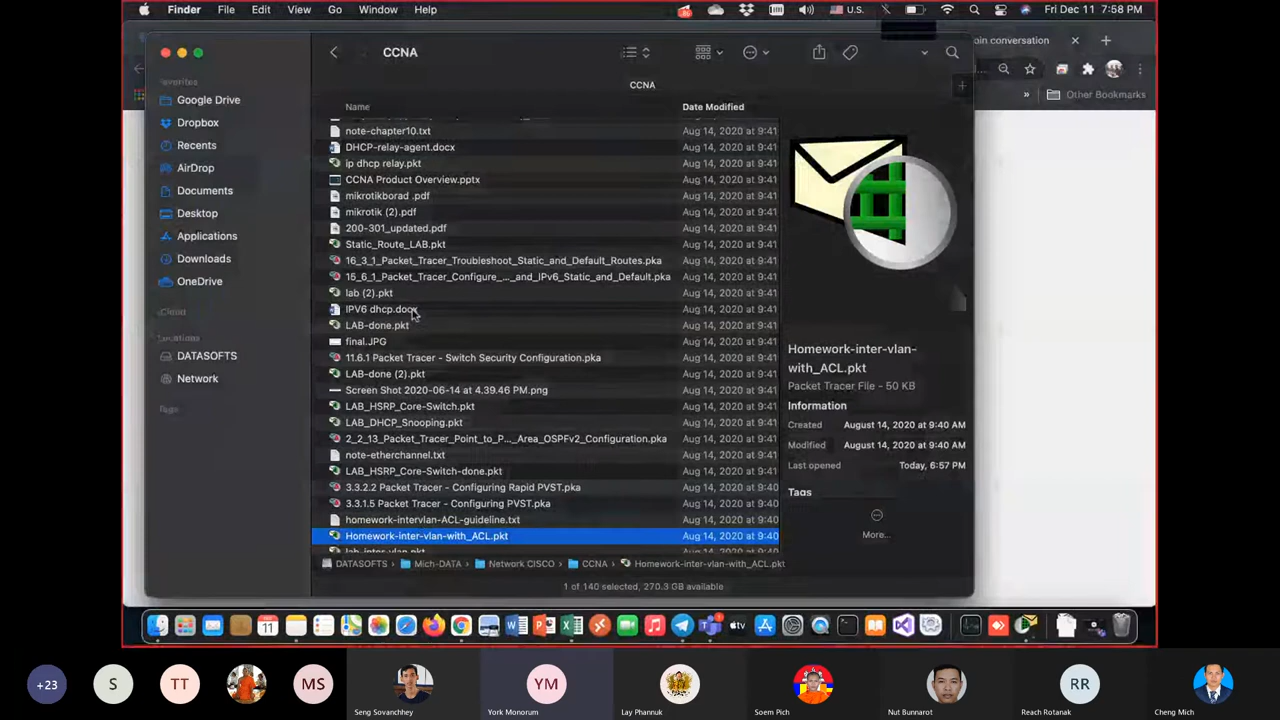 Finder File Edit View Go Window Help
U.S. Fri Dec 11 7:58 PM
CCNA
oin conversation
Other Bookmarks
CCNA
Favorites
Google Drive
Dropbox
Recents
AirDrop
Documents
Desktop
Applications
Downloads
OneDrive
iCloud
Locations
DATASOFTS
Network
Tags
Name Date Modified
note-chapter10.txt Aug 14, 2020 at 9:41
DHCP-relay-agent.docx Aug 14, 2020 at 9:41
ip dhcp relay.pkt Aug 14, 2020 at 9:41
CCNA Product Overview.pptx Aug 14, 2020 at 9:41
mikrotikborad .pdf Aug 14, 2020 at 9:41
mikrotik (2).pdf Aug 14, 2020 at 9:41
200-301_updated.pdf Aug 14, 2020 at 9:41
Static_Route_LAB.pkt Aug 14, 2020 at 9:41
16_3_1_Packet_Tracer_Troubleshoot_Static_and_Default_Routes.pka Aug 14, 2020 at 9:41
15_6_1_Packet_Tracer_Configure_..._and_IPv6_Static_and_Default.pka Aug 14, 2020 at 9:41
lab (2).pkt Aug 14, 2020 at 9:41
IPV6 dhcp.docx Aug 14, 2020 at 9:41
LAB-done.pkt Aug 14, 2020 at 9:41
final.JPG Aug 14, 2020 at 9:41
11.6.1 Packet Tracer - Switch Security Configuration.pka Aug 14, 2020 at 9:41
LAB-done (2).pkt Aug 14, 2020 at 9:41
Screen Shot 2020-06-14 at 4.39.46 PM.png Aug 14, 2020 at 9:41
LAB_HSRP_Core-Switch.pkt Aug 14, 2020 at 9:41
LAB_DHCP_Snooping.pkt Aug 14, 2020 at 9:41
2_2_13_Packet_Tracer_Point_to_P..._Area_OSPFv2_Configuration.pka Aug 14, 2020 at 9:41
note-etherchannel.txt Aug 14, 2020 at 9:41
LAB_HSRP_Core-Switch-done.pkt Aug 14, 2020 at 9:41
3.3.2.2 Packet Tracer - Configuring Rapid PVST.pka Aug 14, 2020 at 9:40
3.3.1.5 Packet Tracer - Configuring PVST.pka Aug 14, 2020 at 9:40
homework-intervlan-ACL-guideline.txt Aug 14, 2020 at 9:40
Homework-inter-vlan-with_ACL.pkt Aug 14, 2020 at 9:40
lab-inter-vlan.pkt Aug 14, 2020 at 9:40
DATASOFTS › Mich-DATA › Network CISCO › CCNA › Homework-inter-vlan-with_ACL.pkt
1 of 140 selected, 270.3 GB available
Homework-inter-vlan-
with_ACL.pkt
Packet Tracer File - 50 KB
Information
Created August 14, 2020 at 9:40 AM
Modified August 14, 2020 at 9:40 AM
Last opened Today, 6:57 PM
Tags
More...
11
tv
+23
S
TT
MS
Seng Sovanchhey
YM
York Monorum
Lay Phannuk
Soem Pich
Nut Bunnarot
RR
Reach Rotanak
Cheng Mich